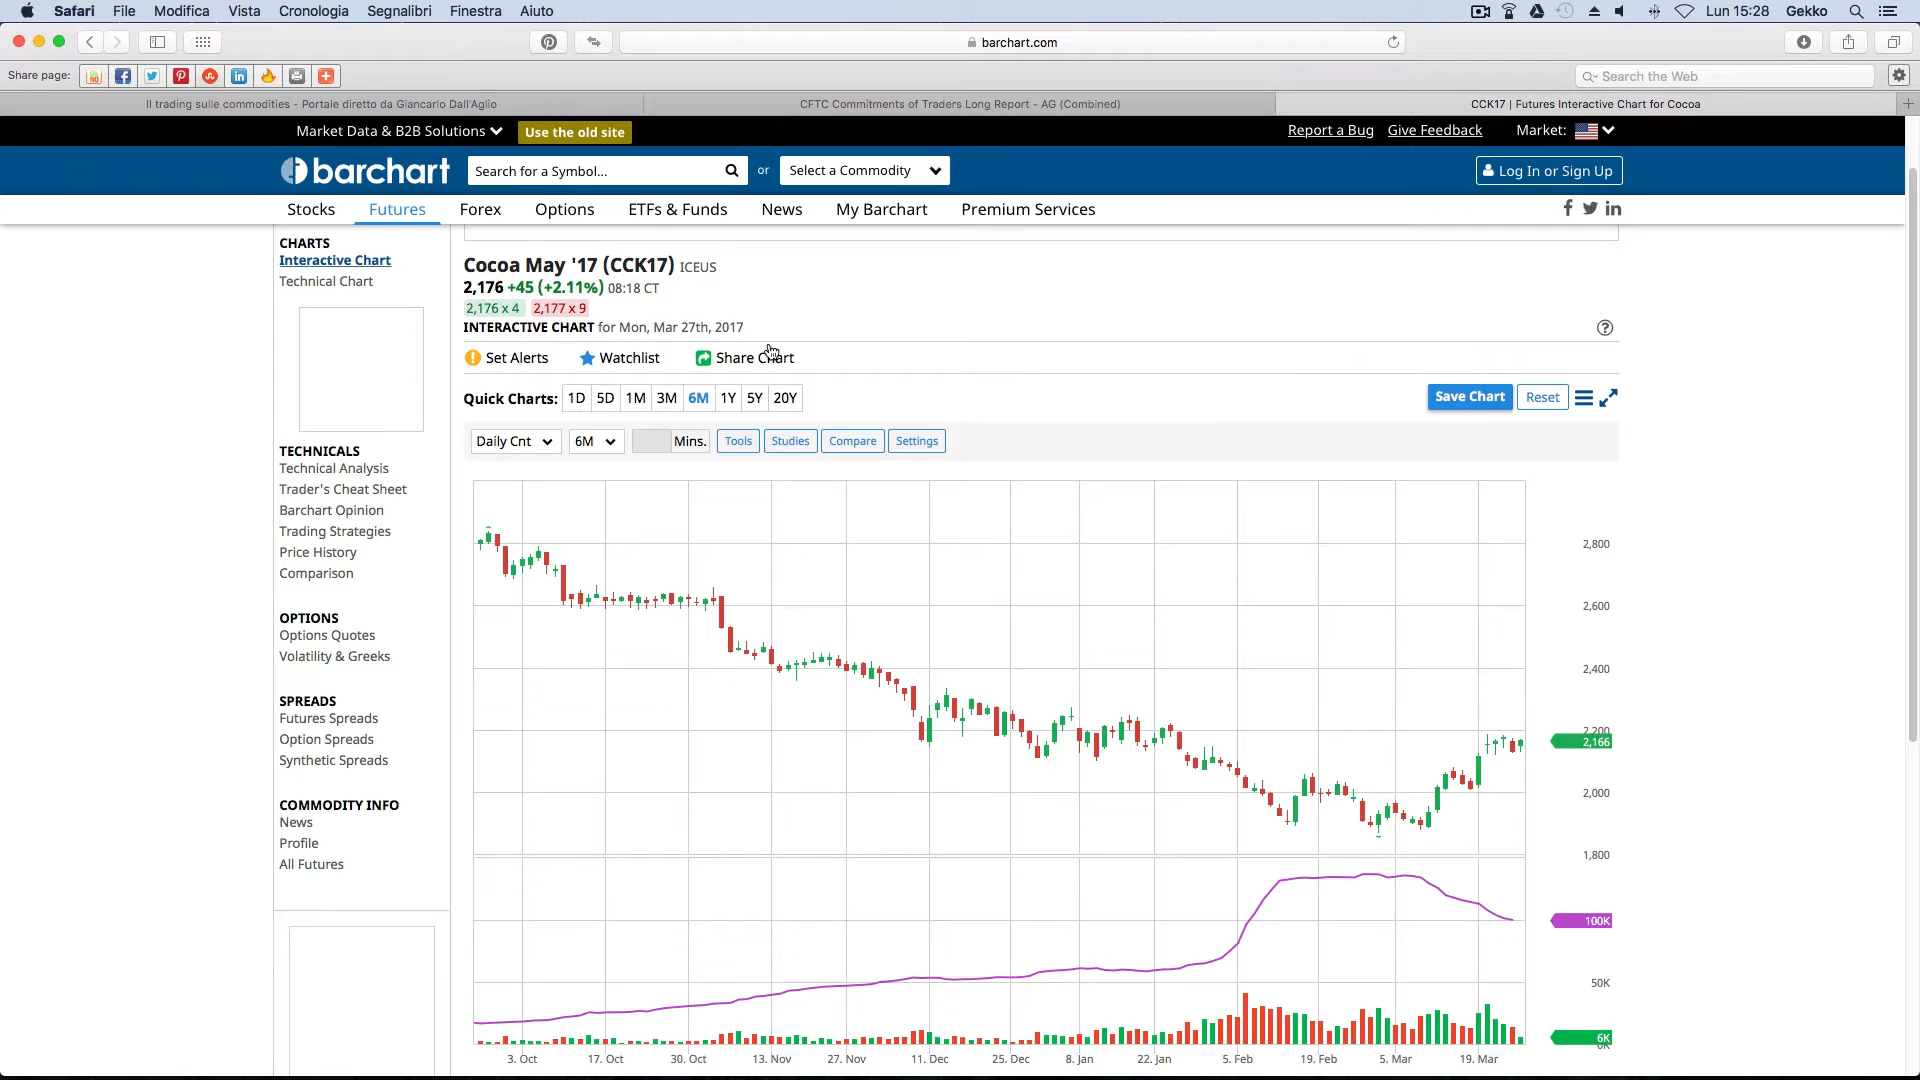 Safari File Modifica Vista Cronologia Segnalibri Finestra Aiuto Lun 15:28 Gekko
barchart.com
Share page: Search the Web
Il trading sulle commodities - Portale diretto da Giancarlo Dall'Aglio CFTC Commitments of Traders Long Report - AG (Combined) CCK17 | Futures Interactive Chart for Cocoa
Market Data & B2B Solutions Use the old site Report a Bug Give Feedback Market:
barchart Search for a Symbol... or Select a Commodity Log In or Sign Up
Stocks Futures Forex Options ETFs & Funds News My Barchart Premium Services
CHARTS
Interactive Chart
Technical Chart
TECHNICALS
Technical Analysis
Trader's Cheat Sheet
Barchart Opinion
Trading Strategies
Price History
Comparison
OPTIONS
Options Quotes
Volatility & Greeks
SPREADS
Futures Spreads
Option Spreads
Synthetic Spreads
COMMODITY INFO
News
Profile
All Futures
Cocoa May '17 (CCK17) ICEUS
2,176 +45 (+2.11%) 08:18 CT
2,176 x 4 2,177 x 9
INTERACTIVE CHART for Mon, Mar 27th, 2017
Set Alerts Watchlist Share Chart
Quick Charts: 1D 5D 1M 3M 6M 1Y 5Y 20Y Save Chart Reset
Daily Cnt 6M Mins. Tools Studies Compare Settings
2,800
2,600
2,400
2,200
2,166
2,000
1,800
100K
50K
6K
3. Oct 17. Oct 30. Oct 13. Nov 27. Nov 11. Dec 25. Dec 8. Jan 22. Jan 5. Feb 19. Feb 5. Mar 19. Mar